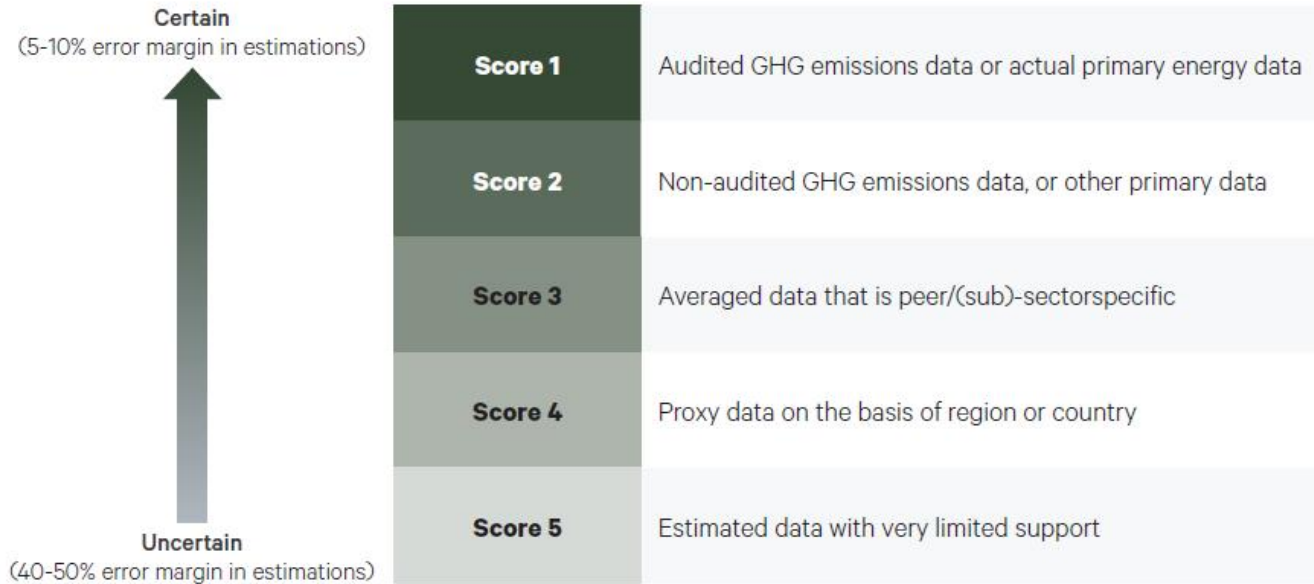 Certain
(5-10% error margin in estimations)
Score 1
Audited GHG emissions data or actual primary energy data
Score 2
Non-audited GHG emissions data, or other primary data
Score 3
Averaged data that is peer/(sub)-sectorspecific
Score 4
Proxy data on the basis of region or country
Score 5
Estimated data with very limited support
Uncertain
(40-50% error margin in estimations)